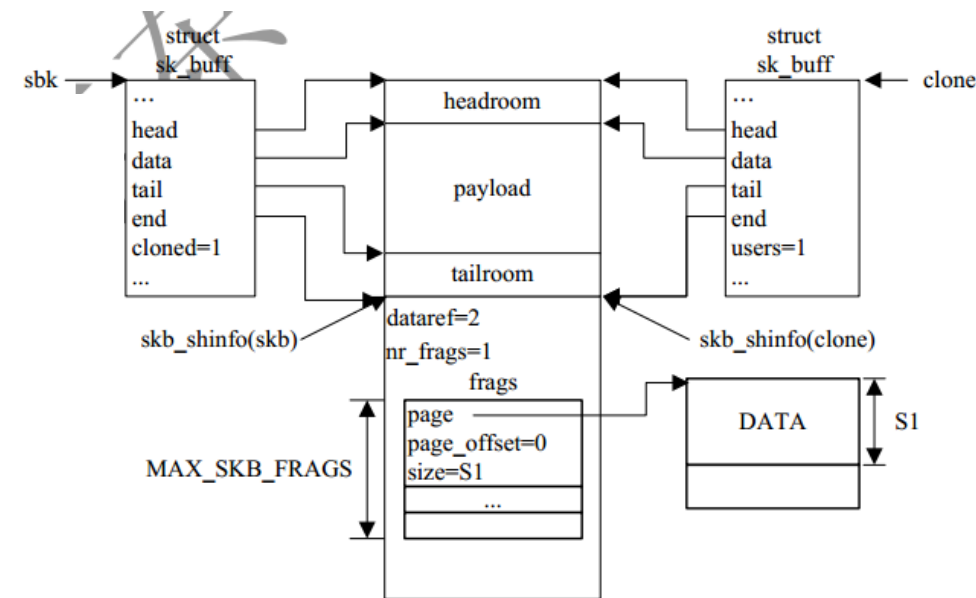 struct
sk_buff
sbk
...
head
data
tail
end
cloned=1
...
headroom
payload
tailroom
struct
sk_buff
clone
...
head
data
tail
end
users=1
...
skb_shinfo(skb)
dataref=2
nr_frags=1
frags
page
page_offset=0
size=S1
...
MAX_SKB_FRAGS
skb_shinfo(clone)
DATA
S1